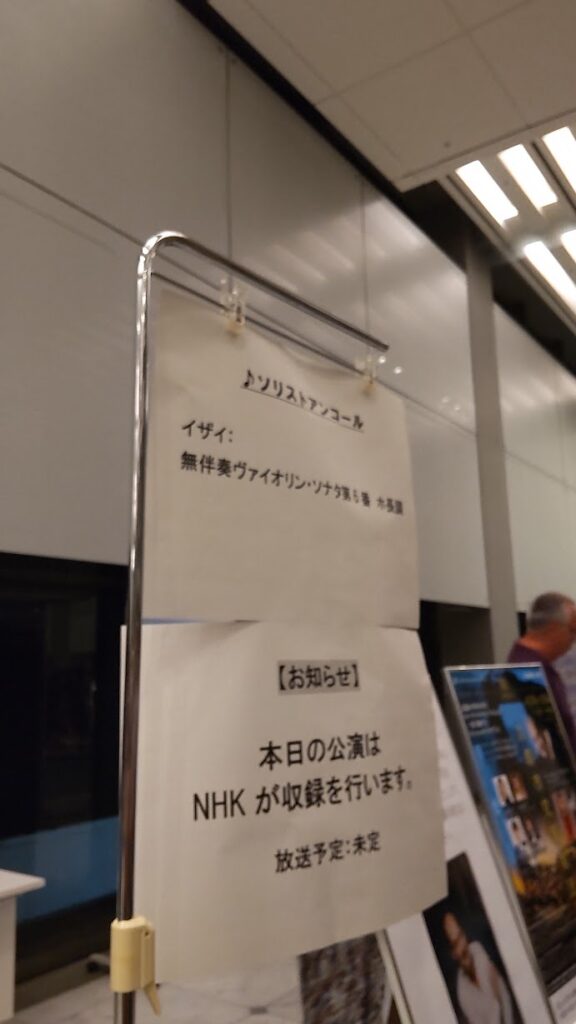 ♪ソリストアンコール
イザイ:
無伴奏ヴァイオリン・ソナタ第6番 ホ長調
【お知らせ】
本日の公演は
NHK が収録を行います。
放送予定:未定